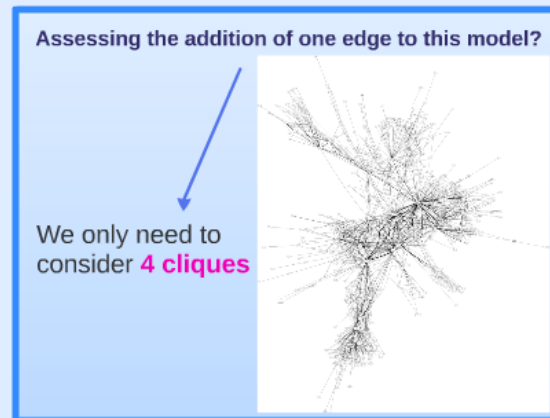 Assessing the addition of one edge to this model?
We only need to
consider 4 cliques